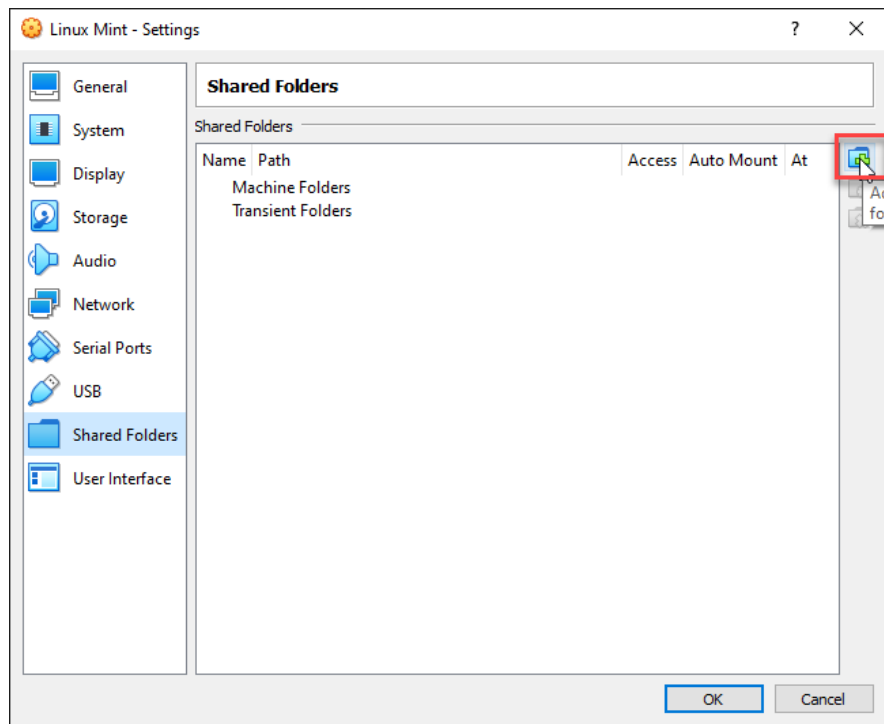 Linux Mint - Settings
?
General
System
Display
Storage
Audio
Network
Serial Ports
USB
Shared Folders
User Interface
Shared Folders
Shared Folders
Name Path Access Auto Mount At
Machine Folders
Transient Folders
OK Cancel